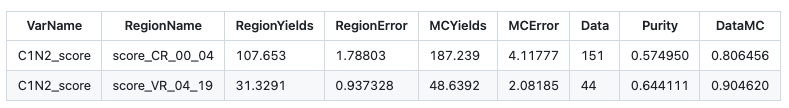 VarName RegionName RegionYields RegionError MCYields MCError Data Purity DataMC
C1N2_score score_CR_00_04 107.653 1.78803 187.239 4.11777 151 0.574950 0.806456
C1N2_score score_VR_04_19 31.3291 0.937328 48.6392 2.08185 44 0.644111 0.904620